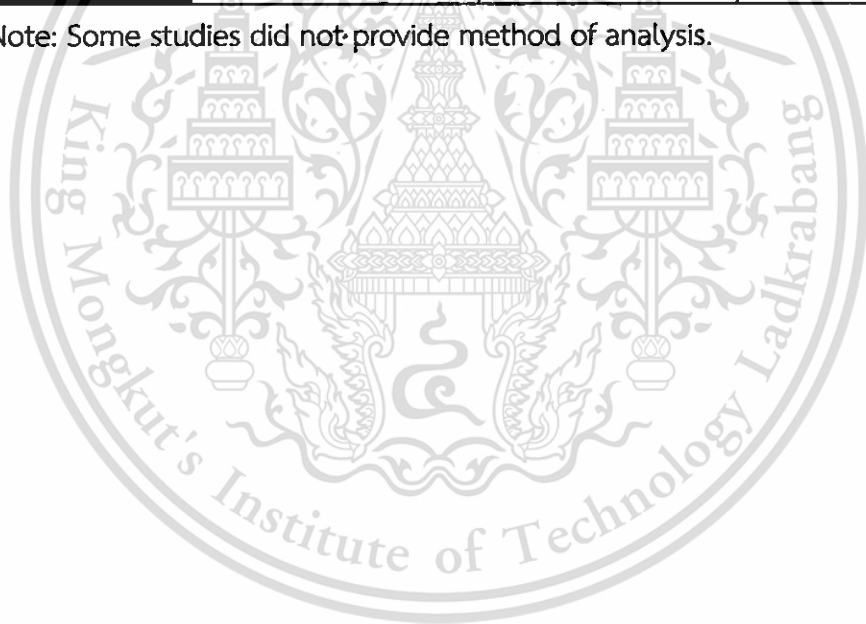 Note: Some studies did not provide method of analysis.
King Mongkut's Institute of Technology Ladkrabang